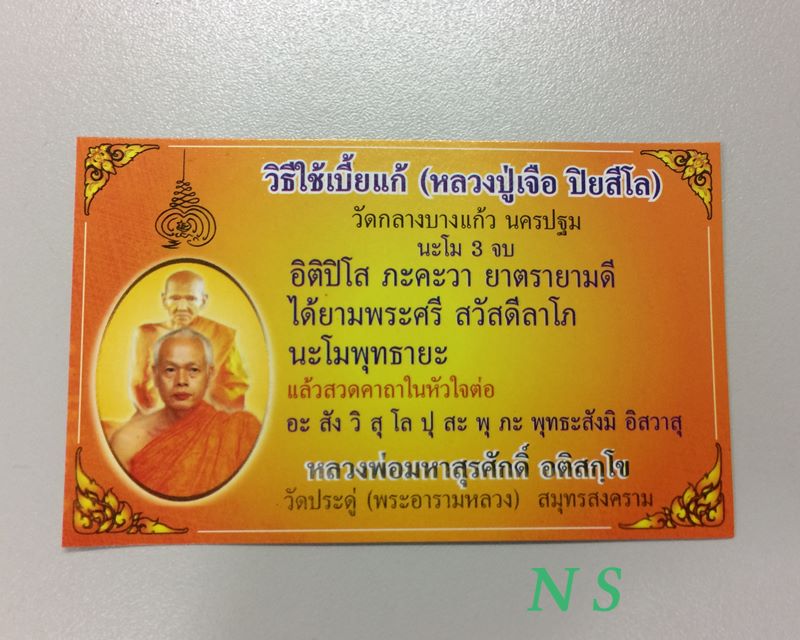 วิธีใช้เบี้ยแก้ (หลวงปู่เจือ ปิยสีโล)
วัดกลางบางแก้ว นครปฐม
นะโม 3 จบ
อิติปิโส ภะคะวา ยาตรายามดี
ได้ยามพระศรี สวัสดีลาโภ
นะโมพุทธายะ
แล้วสวดคาถาในหัวใจต่อ
อะ สัง วิ สุ โล ปุ สะ พุ ภะ พุทธะสังมิ อิสวาสุ
หลวงพ่อมหาสุรศักดิ์ อติสกฺโข
วัดประดู่ (พระอารามหลวง) สมุทรสงคราม
N S